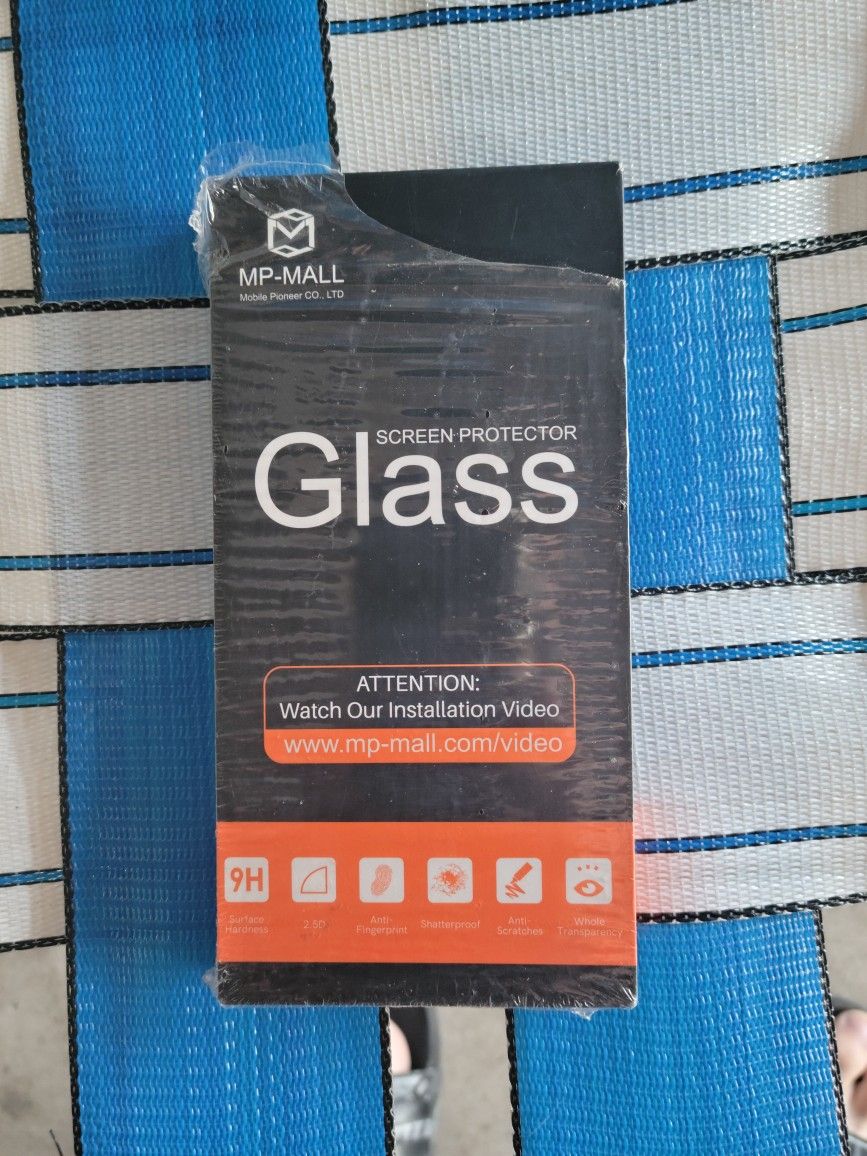 MP-MALL
Mobile Pioneer CO., LTD
SCREEN PROTECTOR
Glass
ATTENTION:
Watch Our Installation Video
www.mp-mall.com/video
9H
Surface
Hardness
2.5D
Anti-
Fingerprint
Shatterproof
Anti-
Scratches
Whole
Transparency